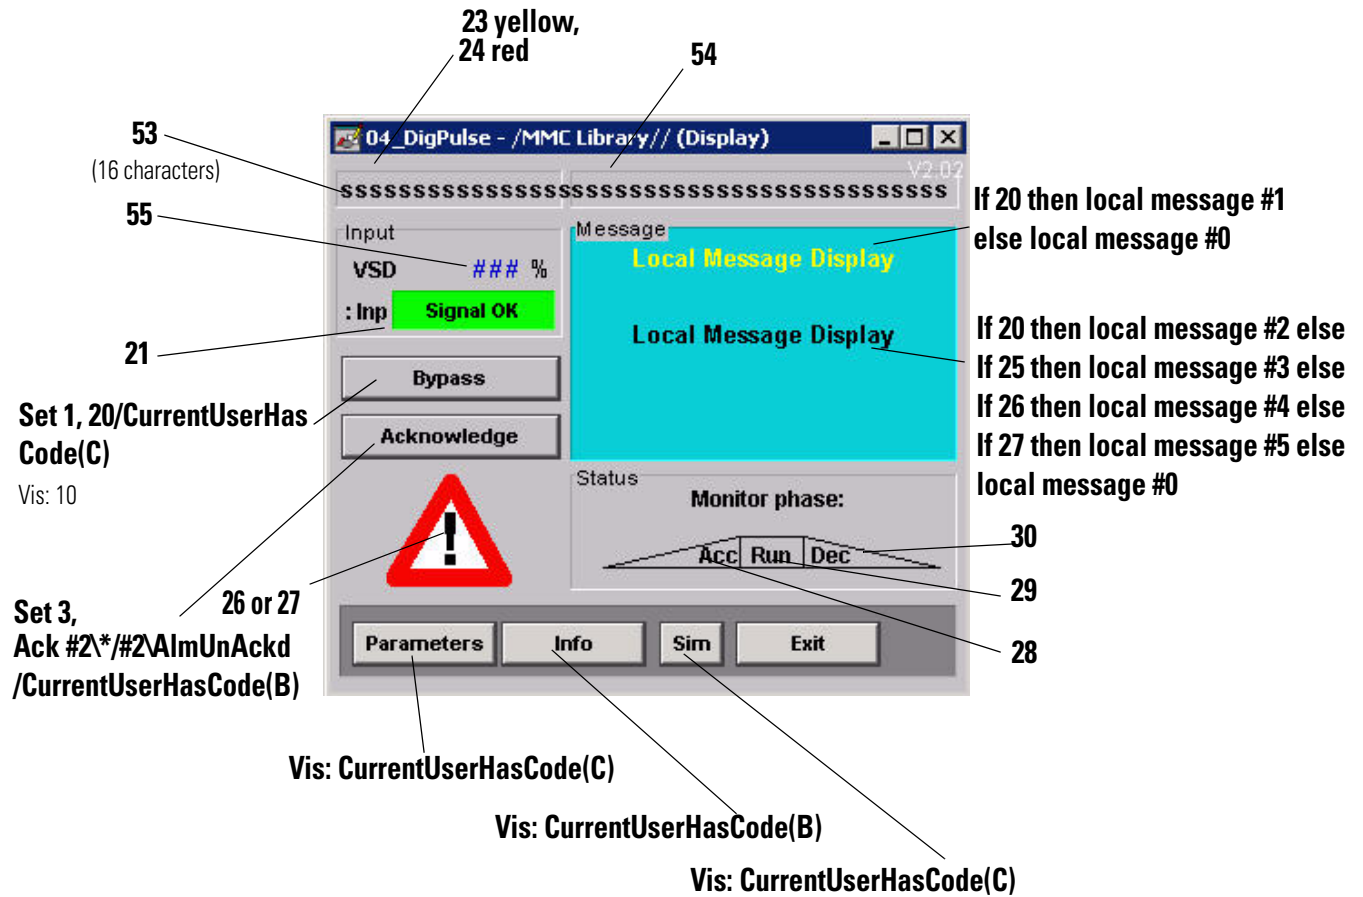 23 yellow,
24 red
54
53
(16 characters)
55
21
Set 1, 20/CurrentUserHas
Code(C)
Vis: 10
Set 3,
Ack #2\*/#2\AlmUnAckd
/CurrentUserHasCode(B)
26 or 27
04_DigPulse - /MMC Library// (Display)
V2.02
ssssssssssssssssssssssssssssssssssssssssss
Input
VSD ### %
: Inp Signal OK
Bypass
Acknowledge
!
Message
Local Message Display
Local Message Display
Status
Monitor phase:
Acc Run Dec
Parameters Info Sim Exit
If 20 then local message #1
else local message #0
If 20 then local message #2 else
If 25 then local message #3 else
If 26 then local message #4 else
If 27 then local message #5 else
local message #0
30
29
28
Vis: CurrentUserHasCode(C)
Vis: CurrentUserHasCode(B)
Vis: CurrentUserHasCode(C)